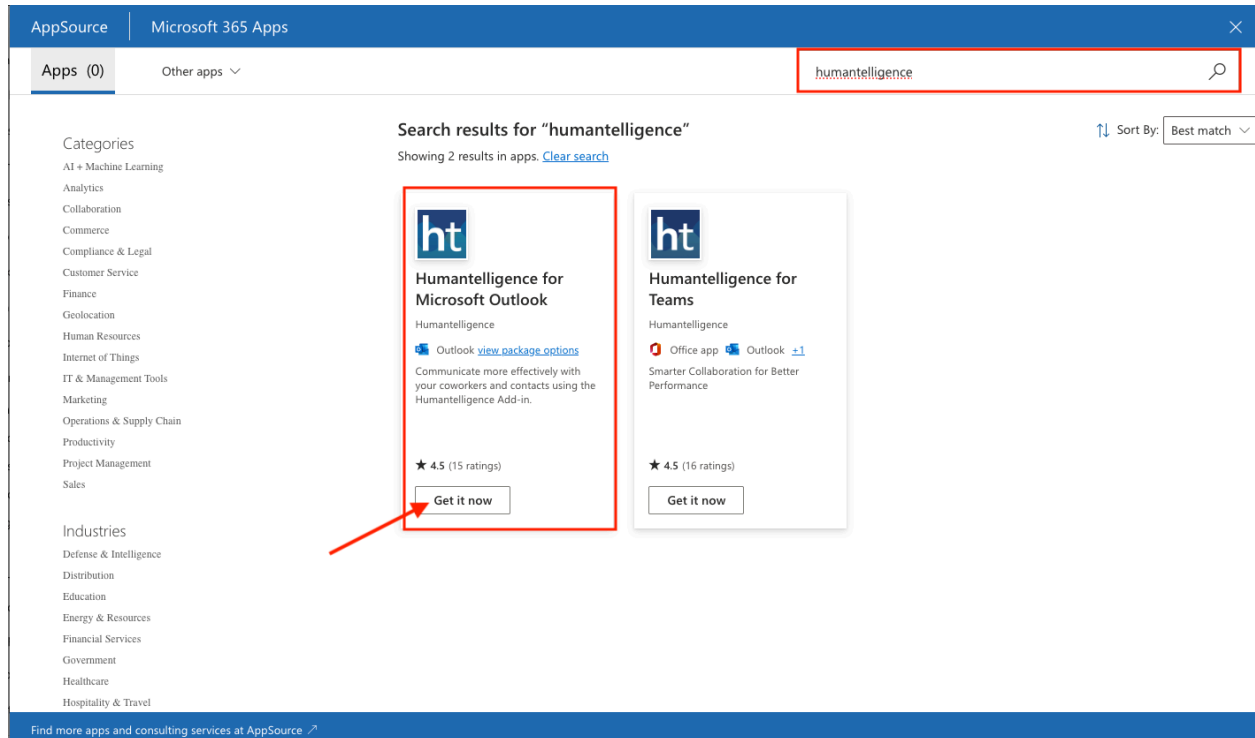 AppSource
Microsoft 365 Apps
Apps (0)
Other apps
humantelligence
Categories
AI + Machine Learning
Analytics
Collaboration
Commerce
Compliance & Legal
Customer Service
Finance
Geolocation
Human Resources
Internet of Things
IT & Management Tools
Marketing
Operations & Supply Chain
Productivity
Project Management
Sales
Industries
Defense & Intelligence
Distribution
Education
Energy & Resources
Financial Services
Government
Healthcare
Hospitality & Travel
Search results for “humantelligence”
Showing 2 results in apps. Clear search
Sort By: Best match
ht
Humantelligence for
Microsoft Outlook
Humantelligence
Outlook view package options
Communicate more effectively with
your coworkers and contacts using the
Humantelligence Add-in.
★ 4.5 (15 ratings)
Get it now
ht
Humantelligence for
Teams
Humantelligence
Office app Outlook +1
Smarter Collaboration for Better
Performance
★ 4.5 (16 ratings)
Get it now
Find more apps and consulting services at AppSource